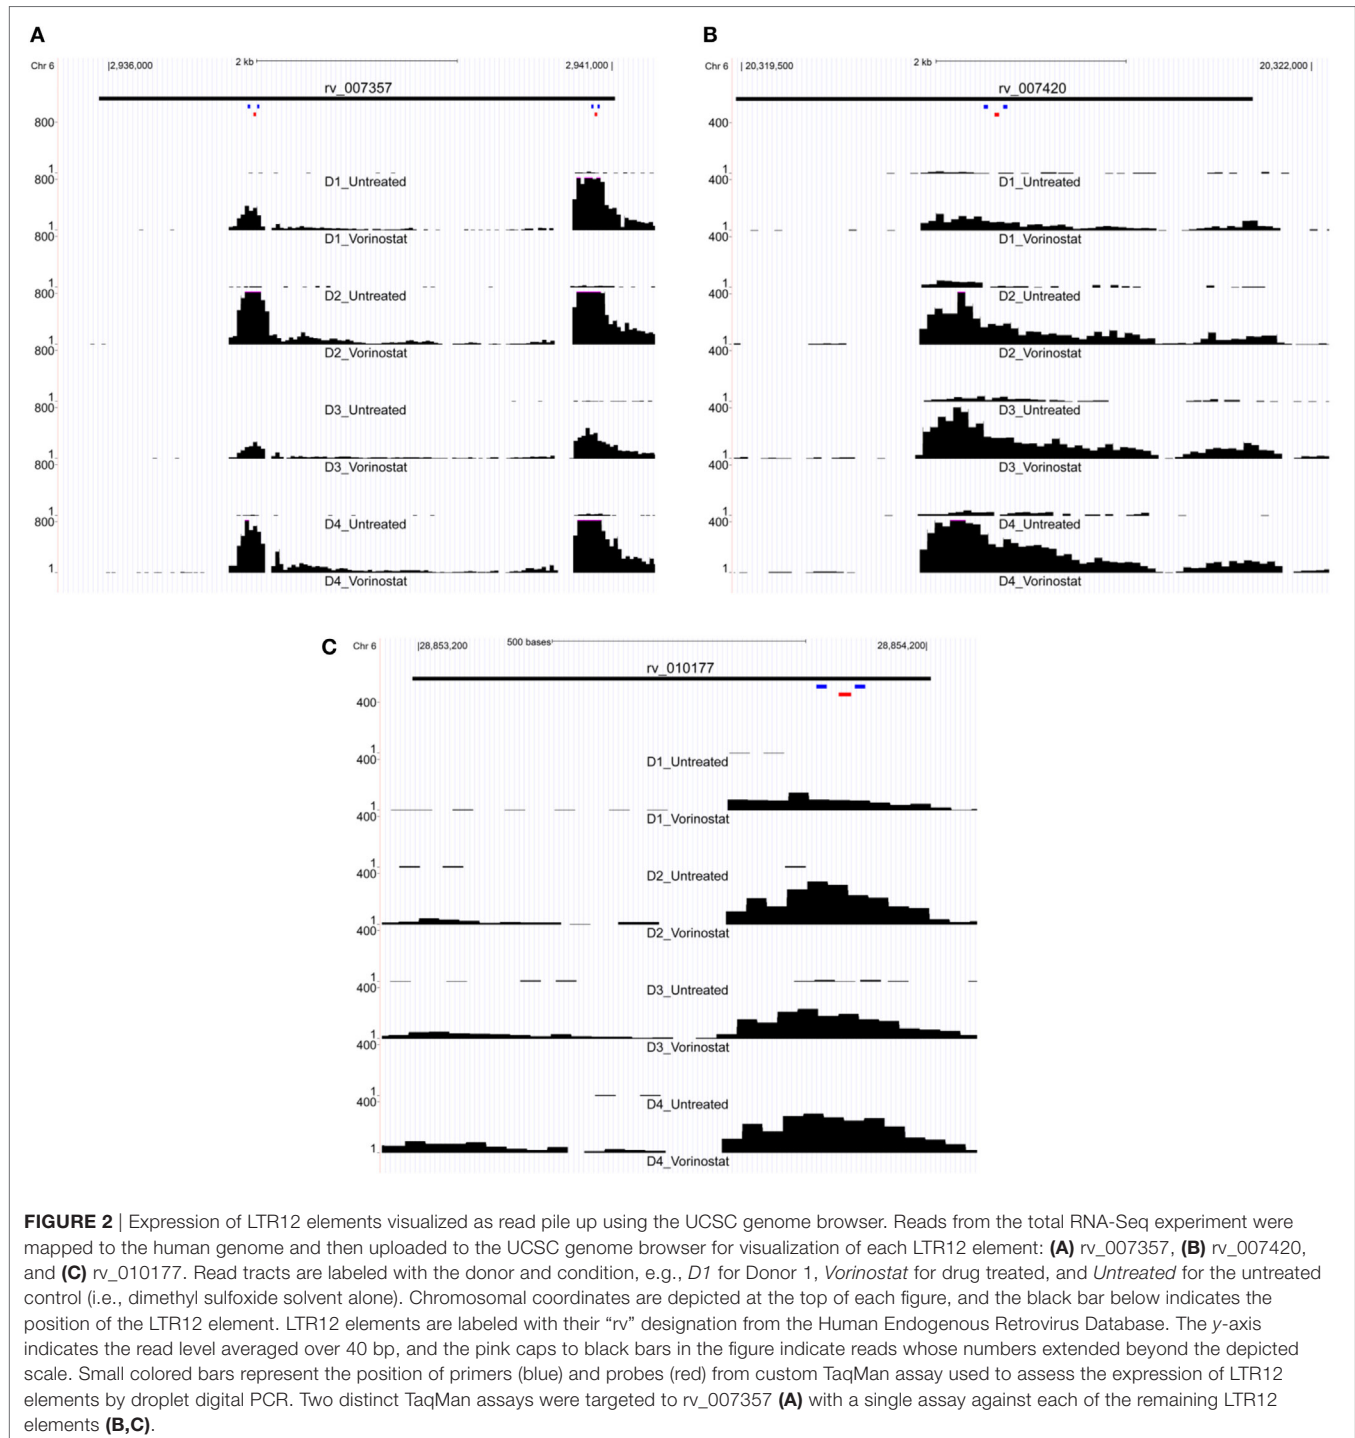 A
Chr 6
|2,936,000
2 kb
2,941,000 |
rv_007357
800
1
D1_Untreated
800
1
D1_Vorinostat
800
1
D2_Untreated
800
1
D2_Vorinostat
800
1
D3_Untreated
800
1
D3_Vorinostat
800
1
D4_Untreated
800
1
D4_Vorinostat
B
Chr 6
| 20,319,500
2 kb
20,322,000 |
rv_007420
400
1
D1_Untreated
400
1
D1_Vorinostat
400
1
D2_Untreated
400
1
D2_Vorinostat
400
1
D3_Untreated
400
1
D3_Vorinostat
400
1
D4_Untreated
400
1
D4_Vorinostat
C
Chr 6
|28,853,200
500 bases
28,854,200|
rv_010177
400
1
D1_Untreated
400
1
D1_Vorinostat
400
1
D2_Untreated
400
1
D2_Vorinostat
400
1
D3_Untreated
400
1
D3_Vorinostat
400
1
D4_Untreated
400
1
D4_Vorinostat
FIGURE 2 | Expression of LTR12 elements visualized as read pile up using the UCSC genome browser. Reads from the total RNA-Seq experiment were
mapped to the human genome and then uploaded to the UCSC genome browser for visualization of each LTR12 element: (A) rv_007357, (B) rv_007420,
and (C) rv_010177. Read tracts are labeled with the donor and condition, e.g., D1 for Donor 1, Vorinostat for drug treated, and Untreated for the untreated
control (i.e., dimethyl sulfoxide solvent alone). Chromosomal coordinates are depicted at the top of each figure, and the black bar below indicates the
position of the LTR12 element. LTR12 elements are labeled with their “rv” designation from the Human Endogenous Retrovirus Database. The y-axis
indicates the read level averaged over 40 bp, and the pink caps to black bars in the figure indicate reads whose numbers extended beyond the depicted
scale. Small colored bars represent the position of primers (blue) and probes (red) from custom TaqMan assay used to assess the expression of LTR12
elements by droplet digital PCR. Two distinct TaqMan assays were targeted to rv_007357 (A) with a single assay against each of the remaining LTR12
elements (B,C).